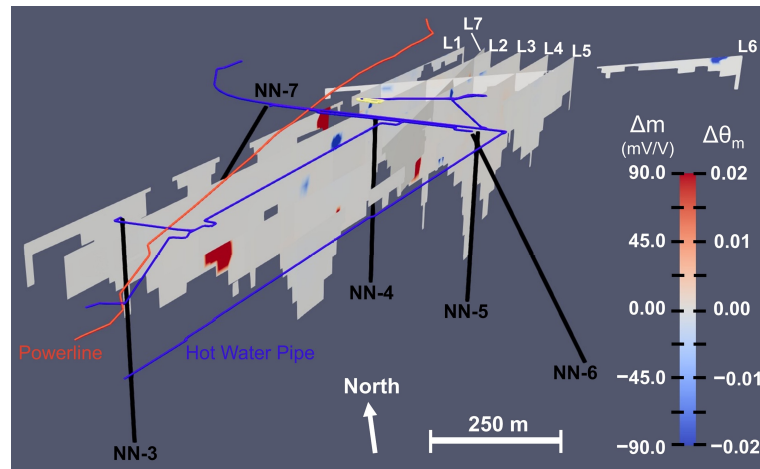 L7
L1 L2 L3 L4 L5
L6
NN-7
Δm Δθm
(mV/V)
90.0 0.02
45.0 0.01
0.00 0.00
−45.0 −0.01
−90.0 −0.02
NN-4
NN-5
Powerline Hot Water Pipe
NN-6
North
250 m
NN-3